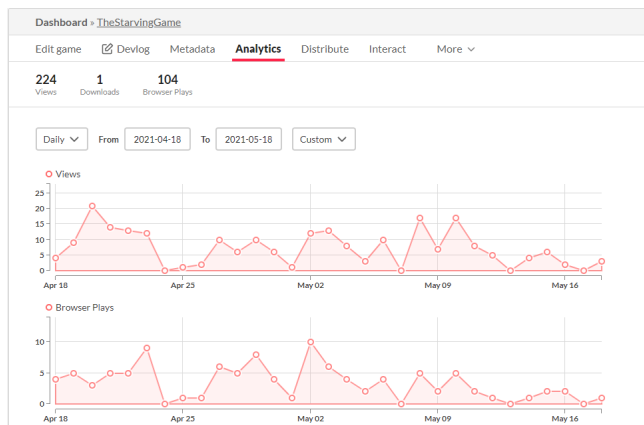 Dashboard » TheStarvingGame
Edit game Devlog Metadata Analytics Distribute Interact More
224 1 104
Views Downloads Browser Plays
Daily From 2021-04-18 To 2021-05-18 Custom
Views
25
20
15
10
5
0
Apr 18 Apr 25 May 02 May 09 May 16
Browser Plays
10
5
0
Apr 18 Apr 25 May 02 May 09 May 16